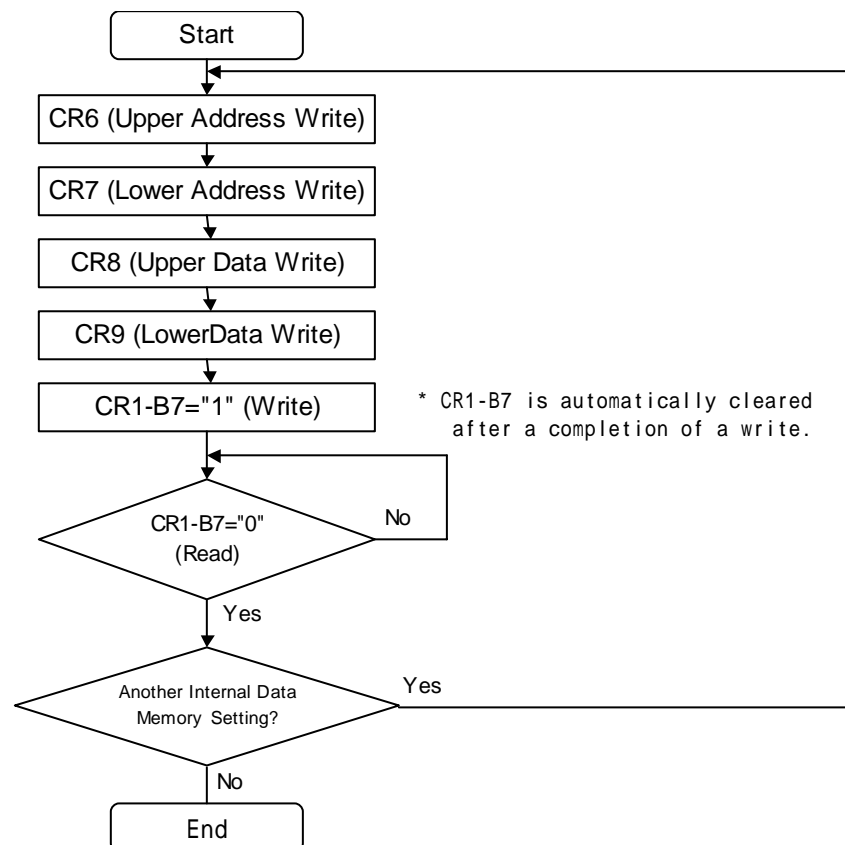 Start
CR6 (Upper Address Write)
CR7 (Lower Address Write)
CR8 (Upper Data Write)
CR9 (LowerData Write)
CR1-B7="1" (Write)
* CR1-B7 is automatically cleared
after a completion of a write.
CR1-B7="0"
(Read)
No
Yes
Another Internal Data
Memory Setting?
Yes
No
End